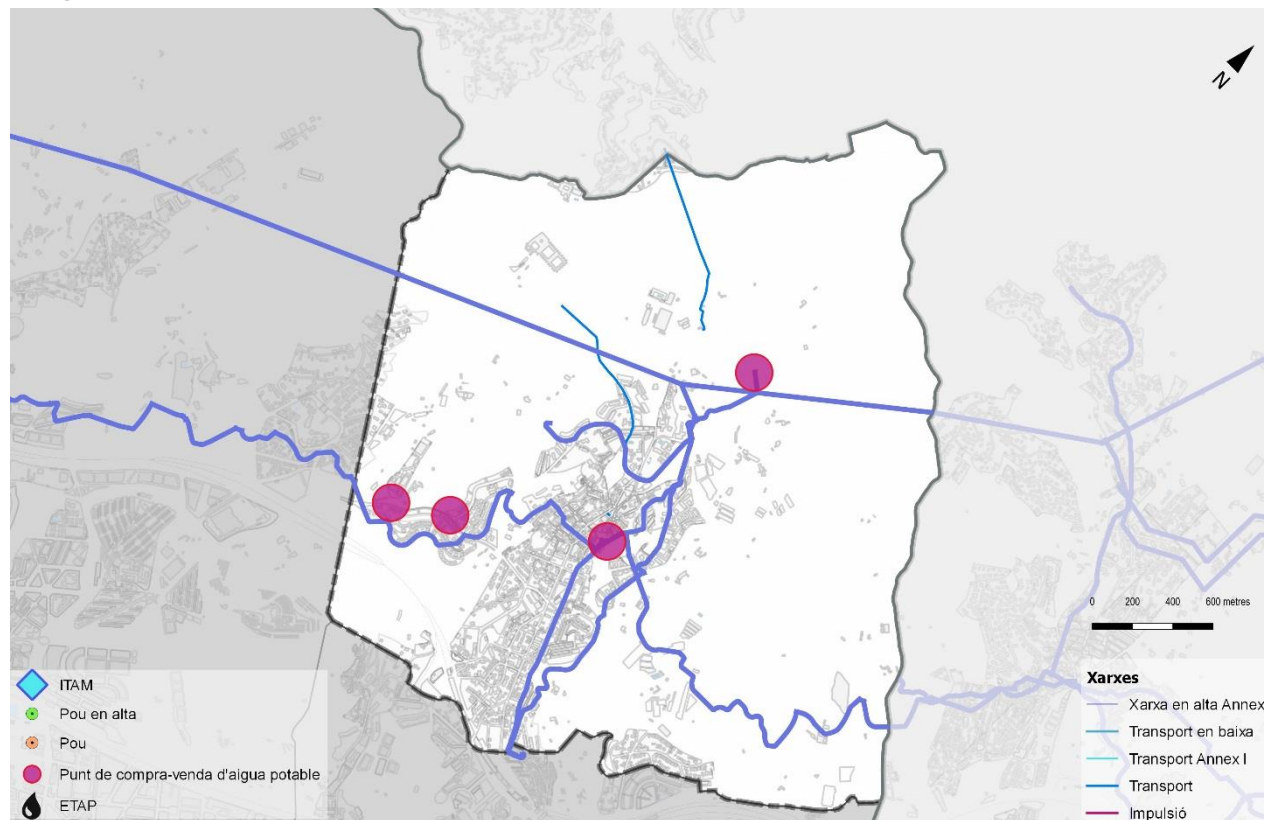 N
0 200 400 600 metres
ITAM
Pou en alta
Pou
Punt de compra-venda d'aigua potable
ETAP
Xarxes
Xarxa en alta Annex
Transport en baixa
Transport Annex I
Transport
Impulsió